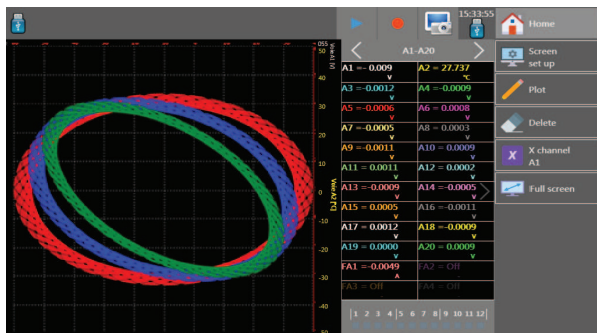 15:33:55
Home
A1-A20
Screen
set up
Plot
Delete
X channel
A1
Full screen
A1 =- 0.009
V
A2 = 27.737
°C
A3 =-0.0012
V
A4 =-0.0009
V
A5 =-0.0006
V
A6 = 0.0008
V
A7 =-0.0005
V
A8 = 0.0003
V
A9 =-0.0011
V
A10 = 0.0009
V
A11 = 0.0011
V
A12 = 0.0002
V
A13 =-0.0009
V
A14 =-0.0005
V
A15 = 0.0005
V
A16 =-0.0011
V
A17 = 0.0012
V
A18 =-0.0009
V
A19 = 0.0000
V
A20 = 0.0009
V
FA1 =-0.0049
A
FA2 = Off
FA3 = Off
FA4 = Off
1 2 3 4 5 6 7 8 9 10 11 12
Voie:A1 [V]
50
40
30
20
10
0
-10
-20
-30
-40
-50
Voie:A2 [°C]
X